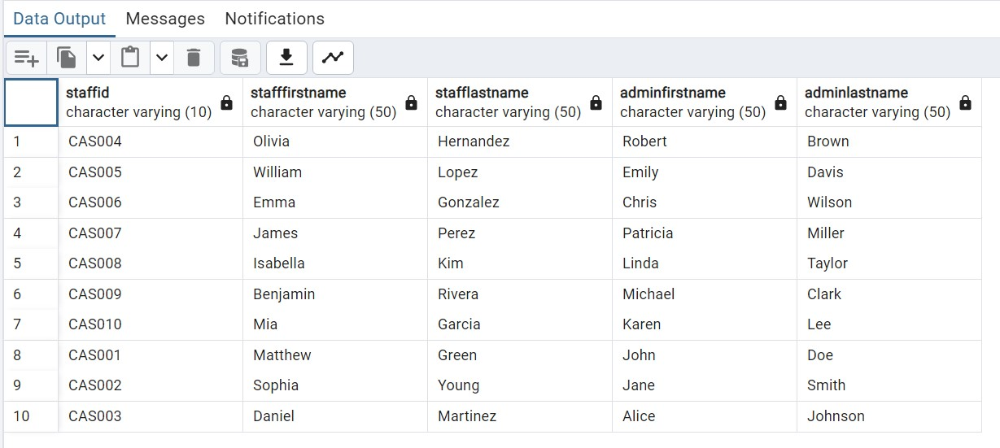 Data Output Messages Notifications
staffid stafffirstname stafflastname adminfirstname adminlastname
character varying (10) character varying (50) character varying (50) character varying (50) character varying (50)
1 CAS004 Olivia Hernandez Robert Brown
2 CAS005 William Lopez Emily Davis
3 CAS006 Emma Gonzalez Chris Wilson
4 CAS007 James Perez Patricia Miller
5 CAS008 Isabella Kim Linda Taylor
6 CAS009 Benjamin Rivera Michael Clark
7 CAS010 Mia Garcia Karen Lee
8 CAS001 Matthew Green John Doe
9 CAS002 Sophia Young Jane Smith
10 CAS003 Daniel Martinez Alice Johnson